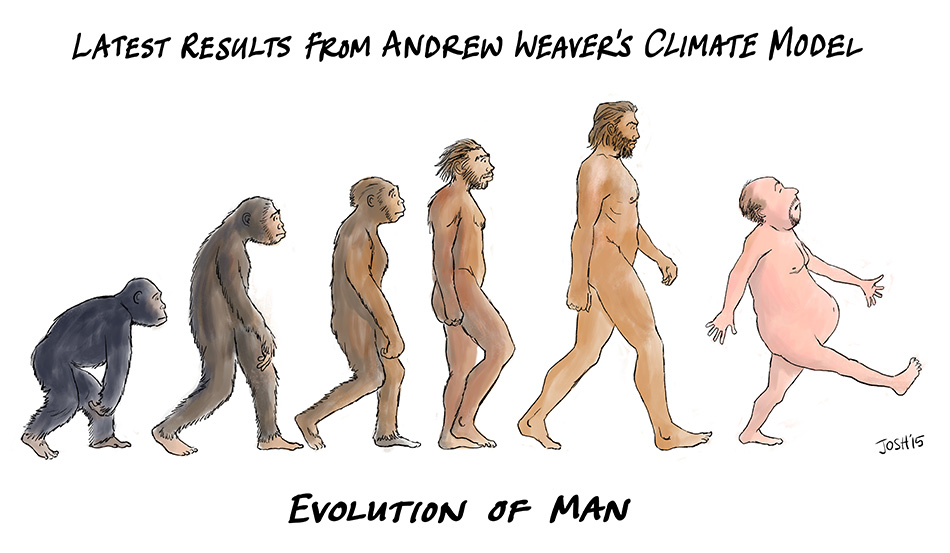 LATEST RESULTS FROM ANDREW WEAVER'S CLIMATE MODEL
JOSH'15
EVOLUTION OF MAN